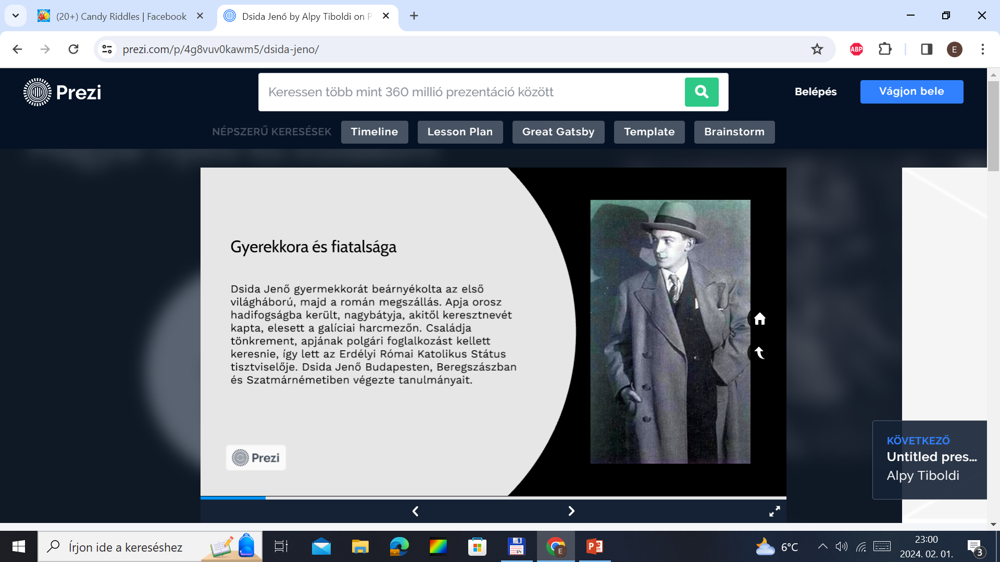 (20+) Candy Riddles | Facebook
Dsida Jenő by Alpy Tiboldi on P
prezi.com/p/4g8vuv0kawm5/dsida-jeno/
ABP
E
Prezi
Keressen több mint 360 millió prezentáció között
Belépés
Vágjon bele
NÉPSZERŰ KERESÉSEK
Timeline
Lesson Plan
Great Gatsby
Template
Brainstorm
Gyerekkora és fiatalsága
Dsida Jenő gyermekkorát beárnyékolta az első
világháború, majd a román megszállás. Apja orosz
hadifogságba került, nagybátyja, akitől keresztnevét
kapta, elesett a galíciai harcmezőn. Családja
tönkrement, apjának polgári foglalkozást kellett
keresnie, így lett az Erdélyi Római Katolikus Státus
tisztviselője. Dsida Jenő Budapesten, Beregszászban
és Szatmárnémetiben végezte tanulmányait.
Prezi
KÖVETKEZŐ
Untitled pres...
Alpy Tiboldi
Írjon ide a kereséshez
64
E
P
6°C
23:00
2024. 02. 01.
3